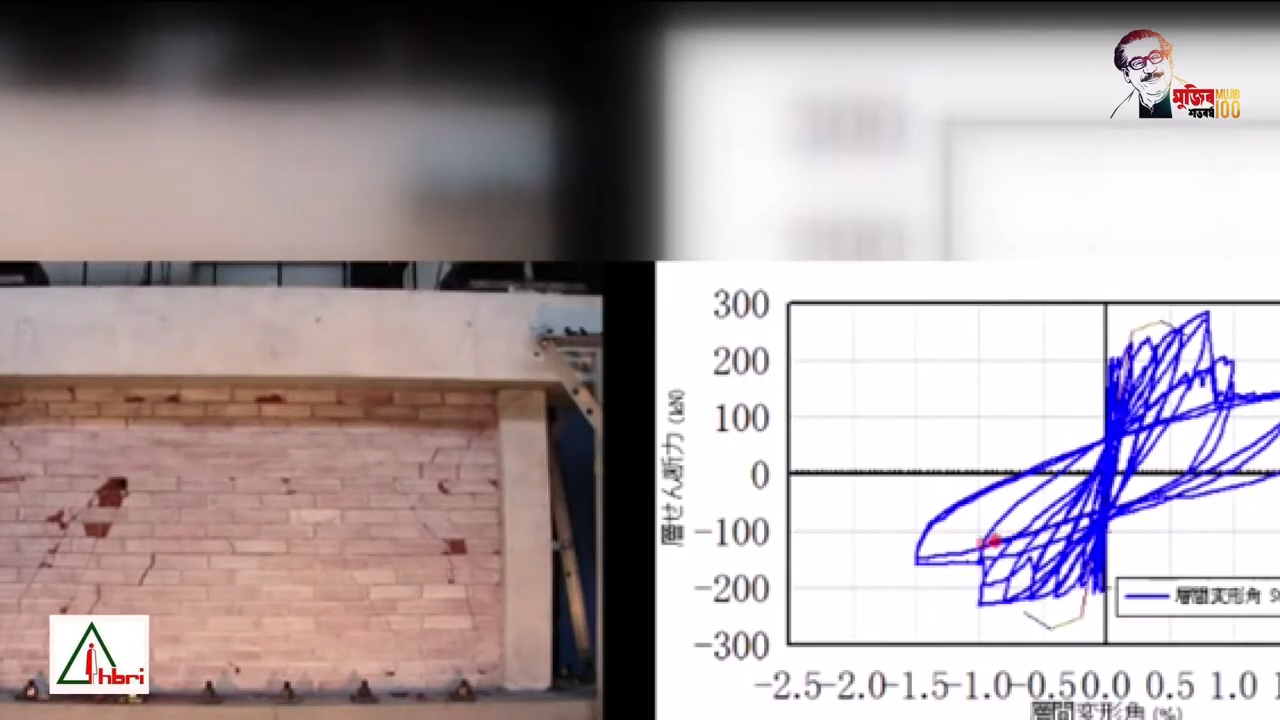 মুজিব MUJIB
শতবর্ষ 100
300
200
100
0
-100
-200
-300
層せん断力 (kN)
層間変形角
-2.5 -2.0 -1.5 -1.0 -0.5 0.0 0.5 1.0
層間変形角 (%)
hbri